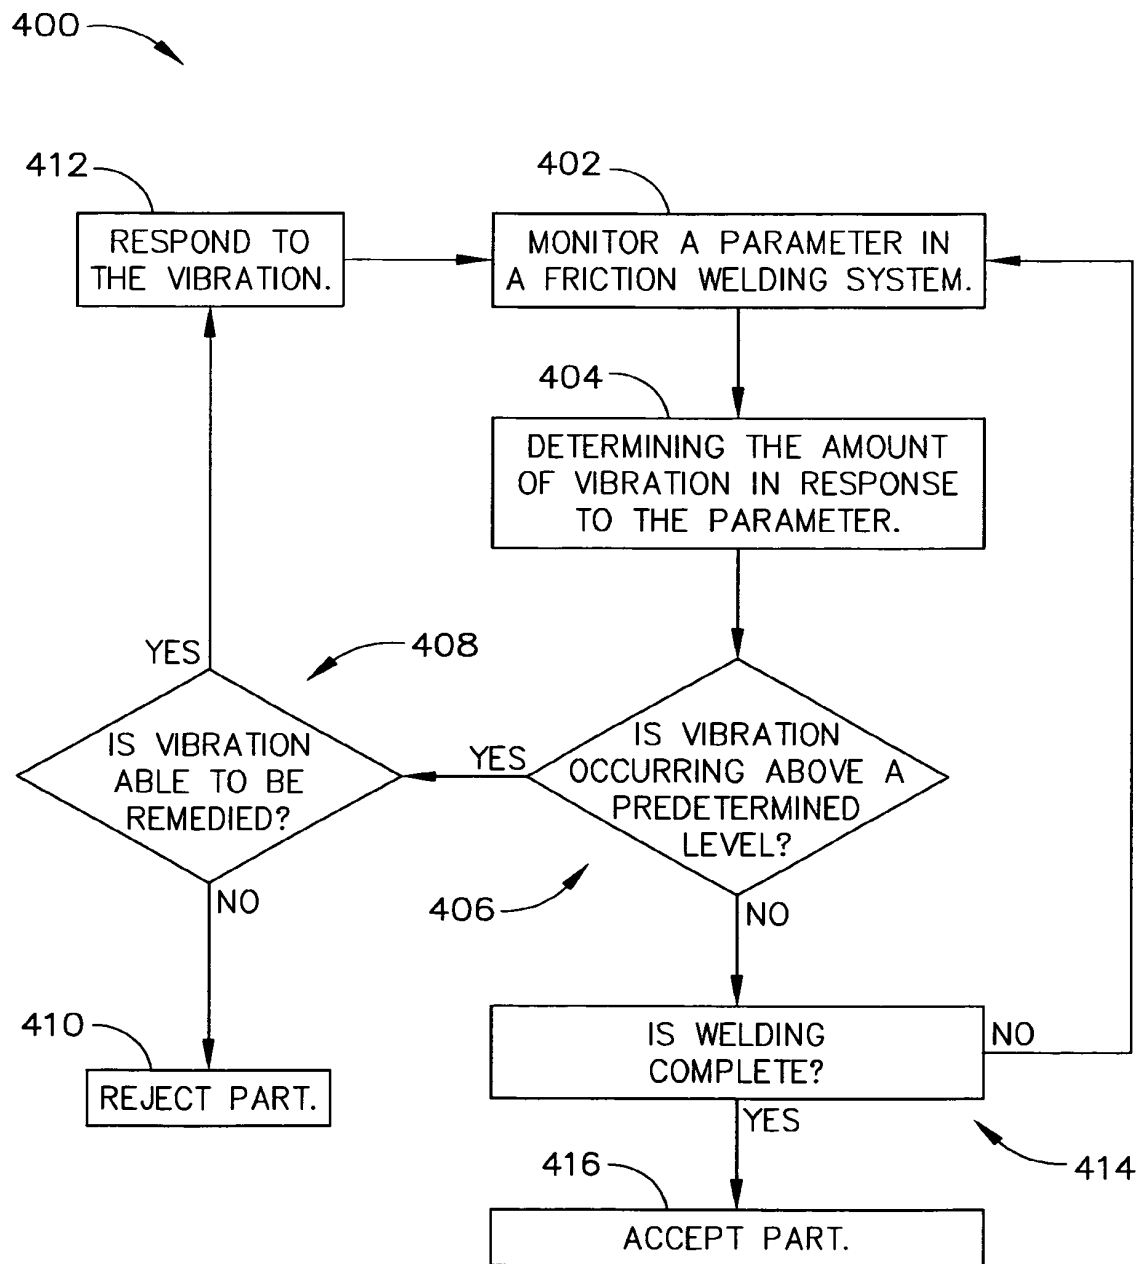 400
412
RESPOND TO
THE VIBRATION.
402
MONITOR A PARAMETER IN
A FRICTION WELDING SYSTEM.
404
DETERMINING THE AMOUNT
OF VIBRATION IN RESPONSE
TO THE PARAMETER.
YES
408
IS VIBRATION
ABLE TO BE
REMEDIED?
YES
IS VIBRATION
OCCURRING ABOVE A
PREDETERMINED
LEVEL?
406
NO
NO
410
REJECT PART.
IS WELDING
COMPLETE?
NO
YES
414
416
ACCEPT PART.